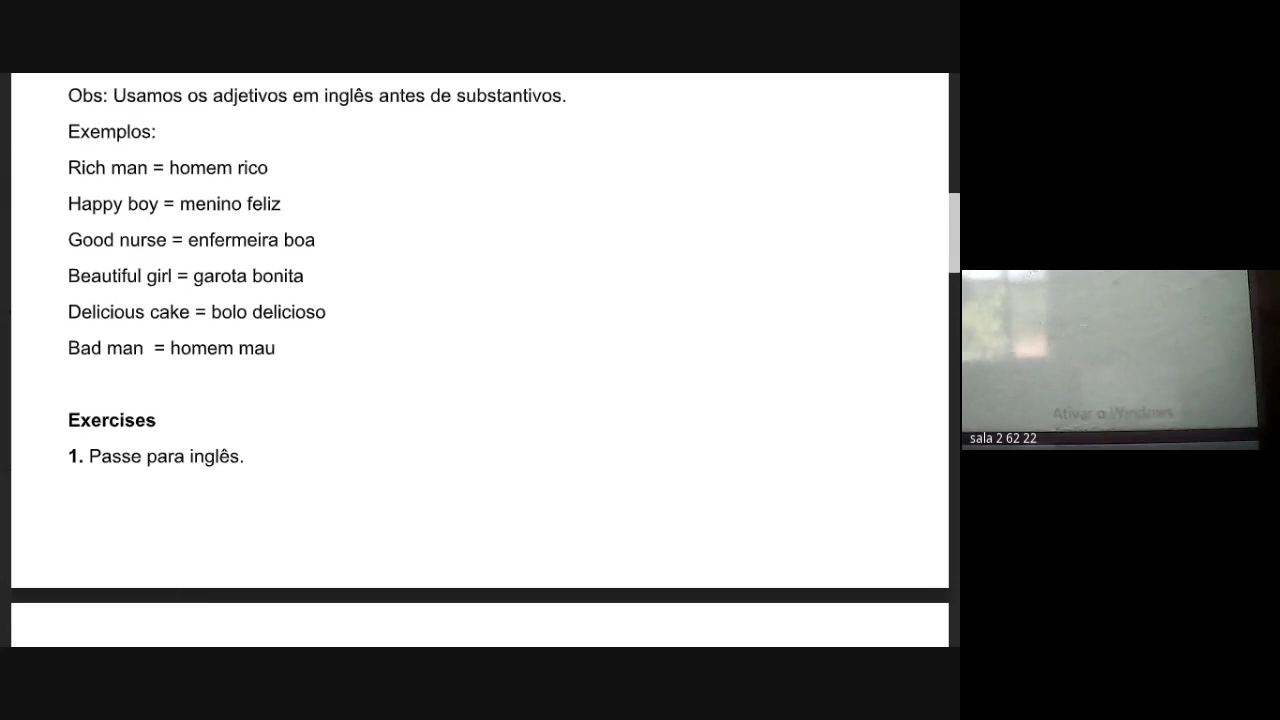 Obs: Usamos os adjetivos em inglês antes de substantivos.
Exemplos:
Rich man = homem rico
Happy boy = menino feliz
Good nurse = enfermeira boa
Beautiful girl = garota bonita
Delicious cake = bolo delicioso
Bad man  = homem mau
Exercises
1. Passe para inglês.
Ativar o Windows
sala 2 62 22